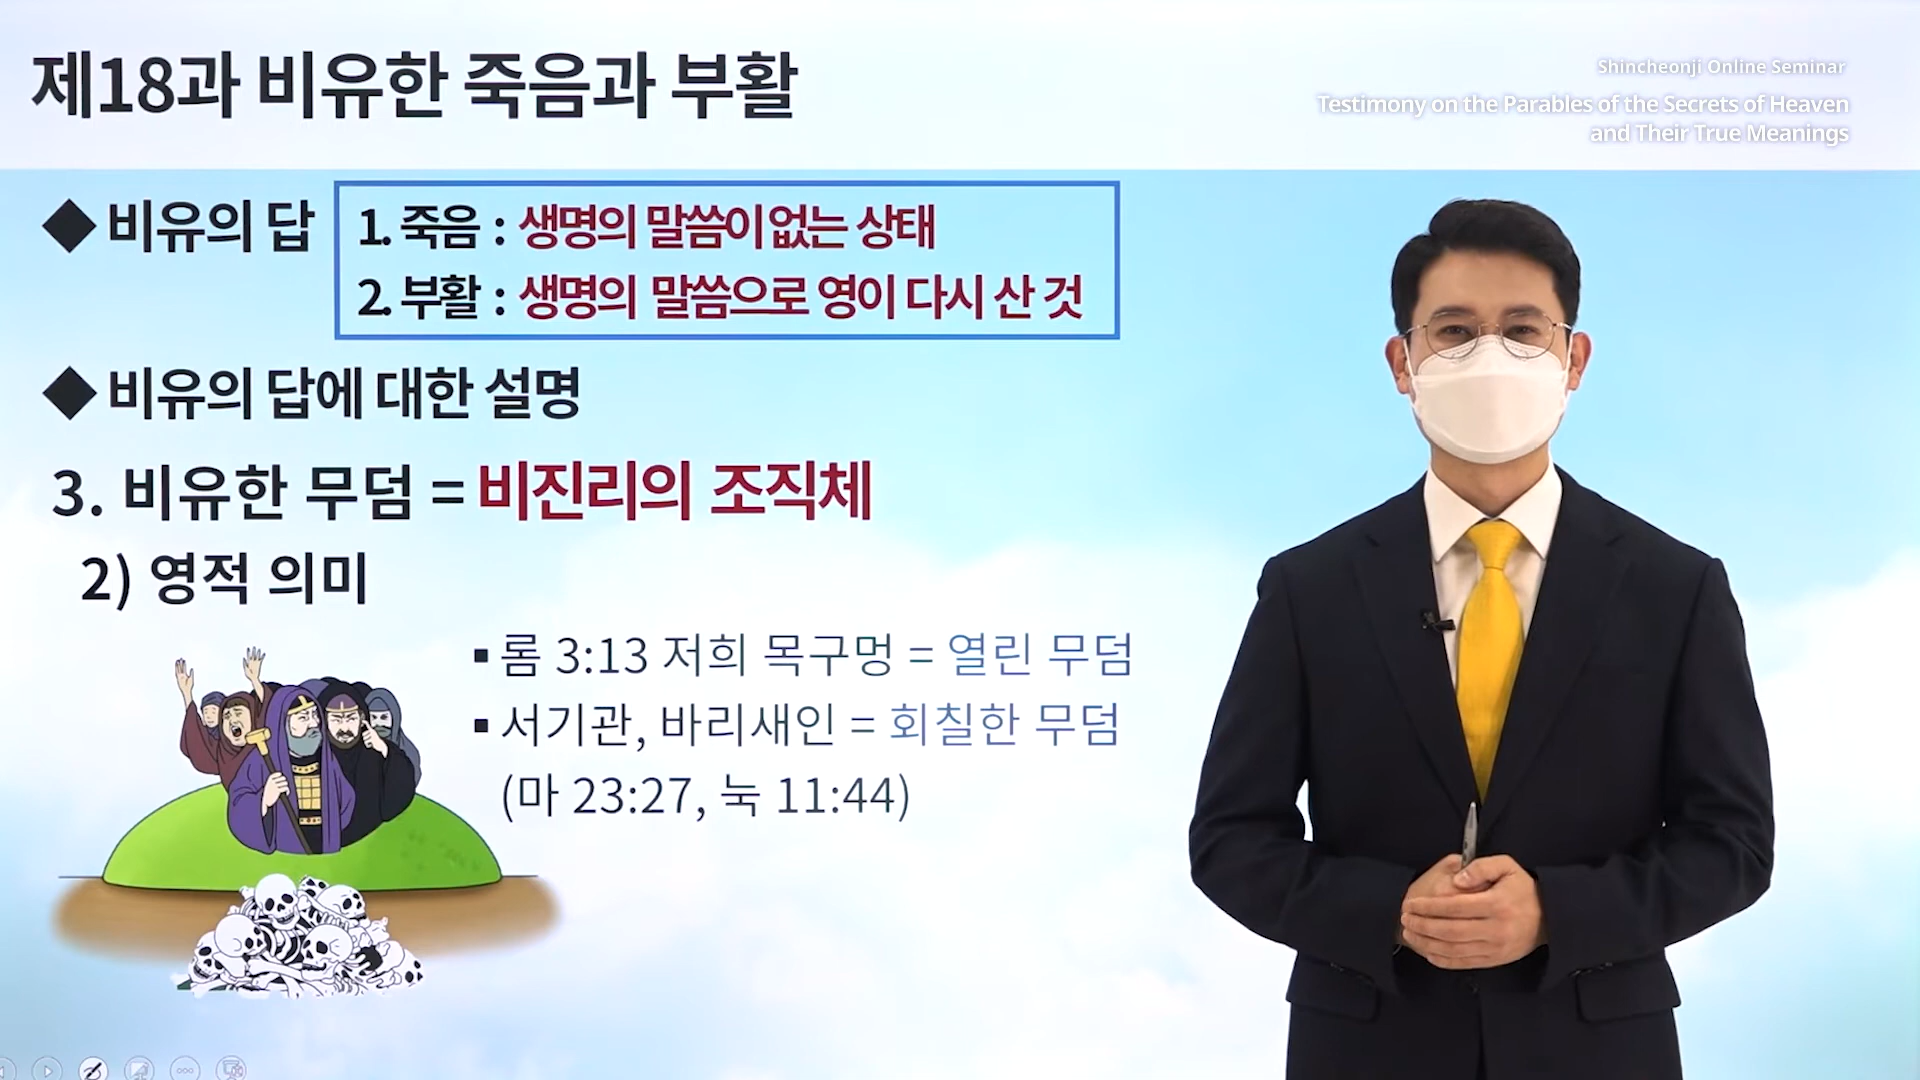 제18과 비유한 죽음과 부활
Shincheonji Online Seminar
Testimony on the Parables of the Secrets of Heaven
and Their True Meanings
◆ 비유의 답
1. 죽음 : 생명의 말씀이 없는 상태
2. 부활 : 생명의 말씀으로 영이 다시 산 것
◆ 비유의 답에 대한 설명
3. 비유한 무덤 = 비진리의 조직체
2) 영적 의미
▪ 롬 3:13 저희 목구멍 = 열린 무덤
▪ 서기관, 바리새인 = 회칠한 무덤
(마 23:27, 눅 11:44)